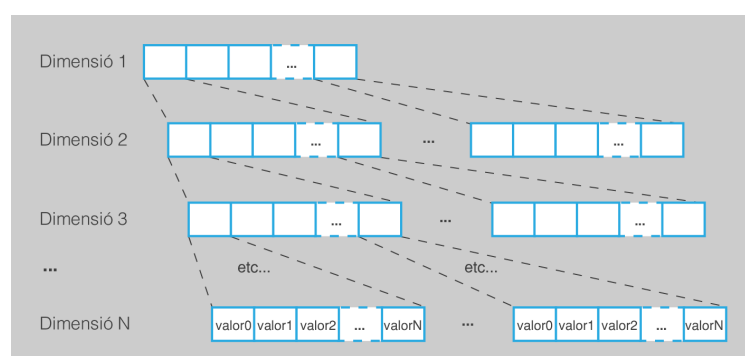 Dimensió 1 ...
Dimensió 2 ... ... ...
Dimensió 3 ... ... ...
... etc... etc...
Dimensió N valor0 valor1 valor2 ... valorN ... valor0 valor1 valor2 ... valorN